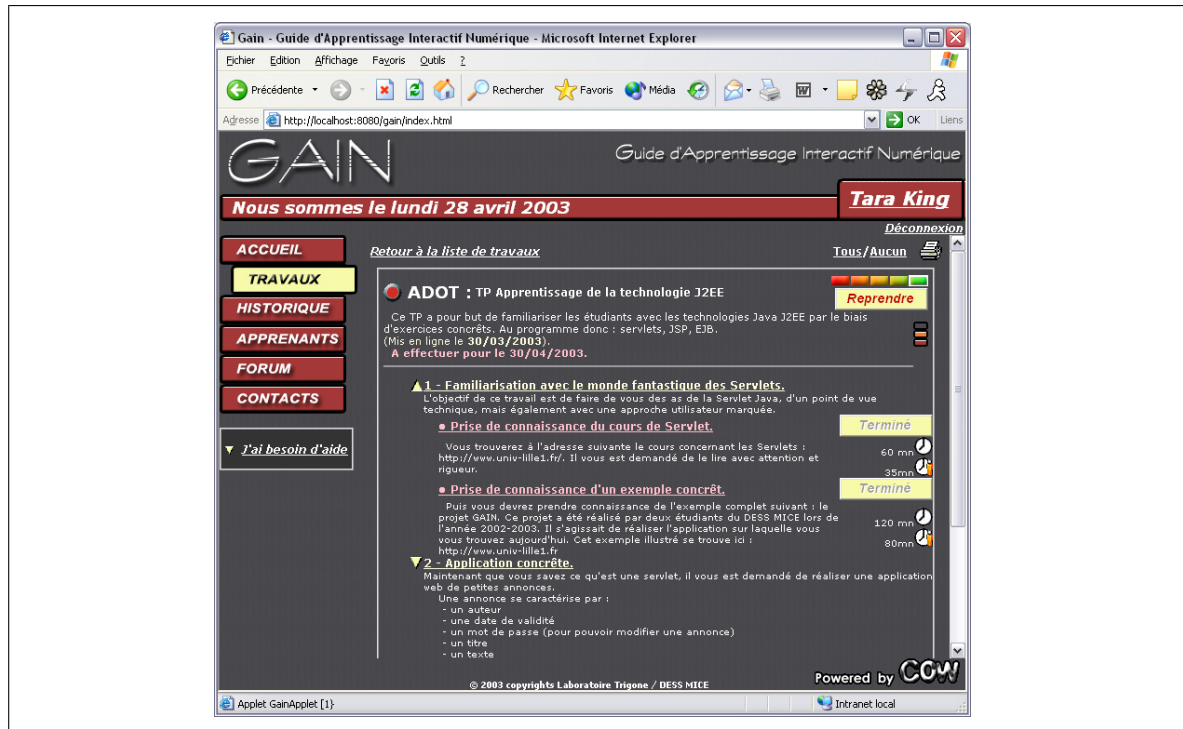 Gain - Guide d'Apprentissage Interactif Numérique - Microsoft Internet Explorer
Fichier Edition Affichage Favoris Outils ?
Précédente Rechercher Favoris Média
Adresse http://localhost:8080/gain/index.html OK Liens
GAIN Guide d'Apprentissage Interactif Numérique
Nous sommes le lundi 28 avril 2003 Tara King
Déconnexion
ACCUEIL
TRAVAUX
HISTORIQUE
APPRENANTS
FORUM
CONTACTS
▼ J'ai besoin d'aide
Retour à la liste de travaux Tous/Aucun
ADOT : TP Apprentissage de la technologie J2EE
Reprendre
Ce TP a pour but de familiariser les étudiants avec les technologies Java J2EE par le biais
d'exercices concrêts. Au programme donc : servlets, JSP, EJB.
(Mis en ligne le 30/03/2003).
A effectuer pour le 30/04/2003.
1 - Familiarisation avec le monde fantastique des Servlets.
L'objectif de ce travail est de faire de vous des as de la Servlet Java, d'un point de vue
technique, mais également avec une approche utilisateur marquée.
• Prise de connaissance du cours de Servlet. Terminé
Vous trouverez à l'adresse suivante le cours concernant les Servlets :
http://www.univ-lille1.fr/. Il vous est demandé de le lire avec attention et
rigueur.
60 mn
35mn
• Prise de connaissance d'un exemple concrêt. Terminé
Puis vous devrez prendre connaissance de l'exemple complet suivant : le
projet GAIN. Ce projet a été réalisé par deux étudiants du DESS MICE lors de
l'année 2002-2003. Il s'agissait de réaliser l'application sur laquelle vous
vous trouvez aujourd'hui. Cet exemple illustré se trouve ici :
http://www.univ-lille1.fr
120 mn
80mn
2 - Application concrête.
Maintenant que vous savez ce qu'est une servlet, il vous est demandé de réaliser une application
web de petites annonces.
Une annonce se caractérise par :
- un auteur
- une date de validité
- un mot de passe (pour pouvoir modifier une annonce)
- un titre
- un texte
Powered by COW
© 2003 copyrights Laboratoire Trigone / DESS MICE
Applet GainApplet [1} Intranet local